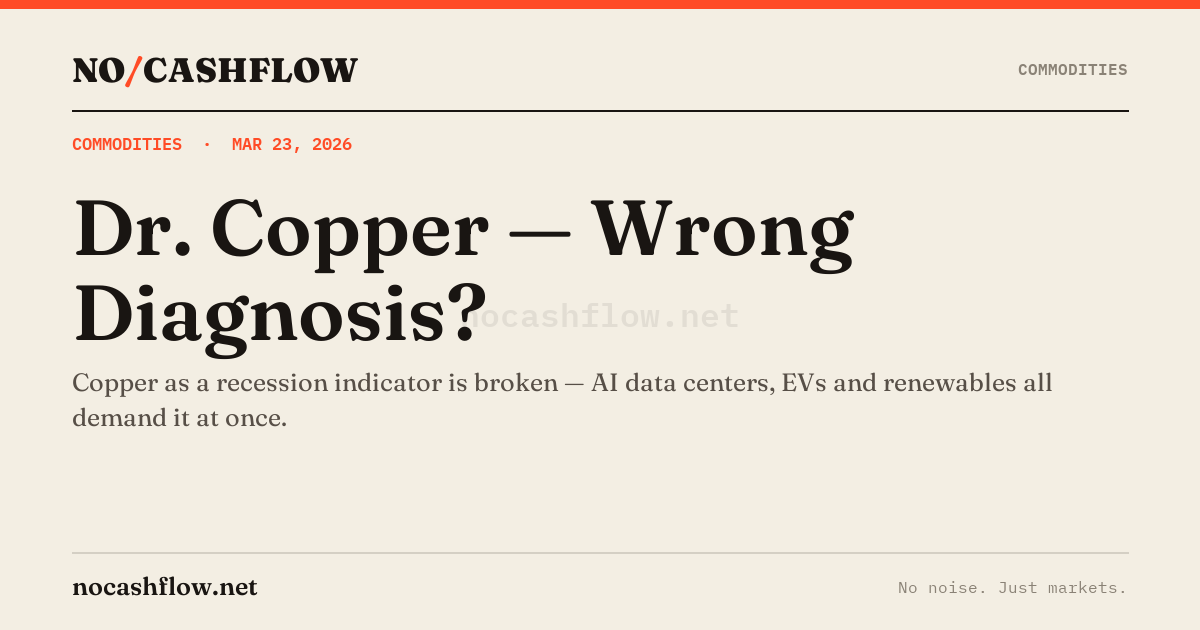 NO/CASHFLOW
COMMODITIES
COMMODITIES · MAR 23, 2026
Dr. Copper — Wrong
Diagnosis?
nocashflow.net
Copper as a recession indicator is broken — AI data centers, EVs and renewables all
demand it at once.
nocashflow.net
No noise. Just markets.